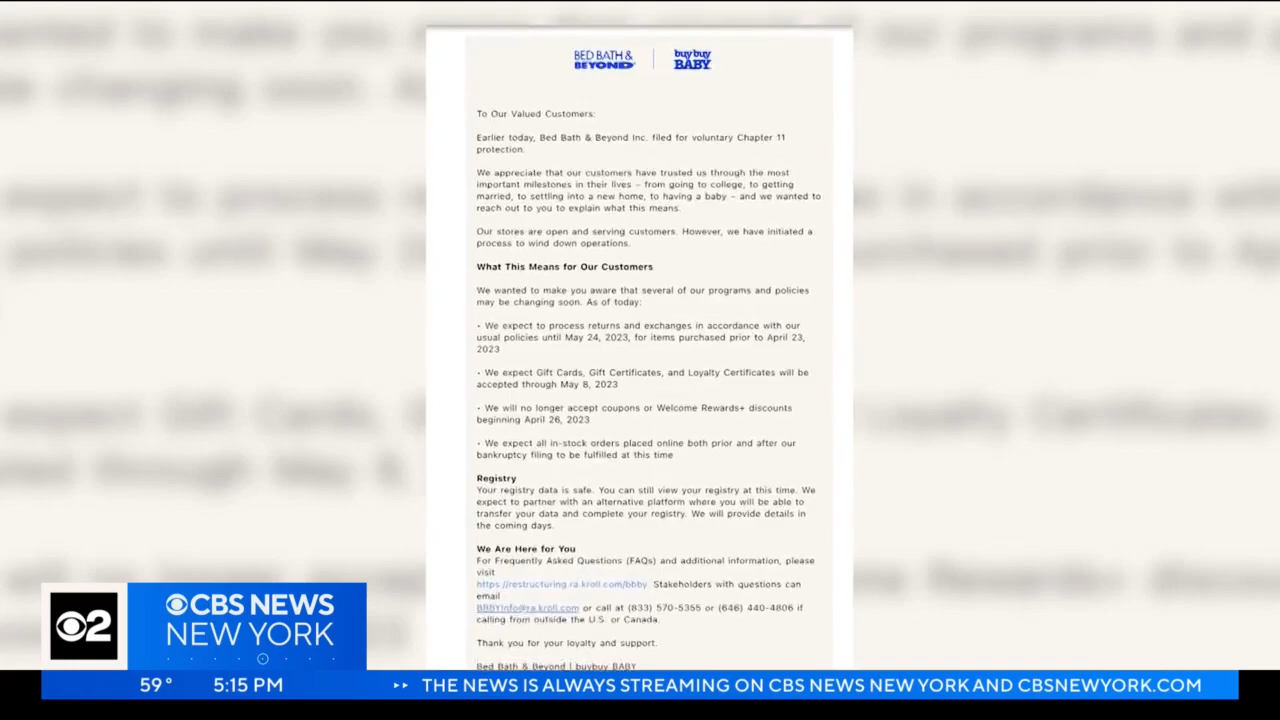 BED BATH & BEYOND
buybuy BABY
To Our Valued Customers:
Earlier today, Bed Bath & Beyond Inc. filed for voluntary Chapter 11
protection.
We appreciate that our customers have trusted us through the most
important milestones in their lives – from going to college, to getting
married, to settling into a new home, to having a baby – and we wanted to
reach out to you to explain what this means.
Our stores are open and serving customers. However, we have initiated a
process to wind down operations.
What This Means for Our Customers
We wanted to make you aware that several of our programs and policies
may be changing soon. As of today:
• We expect to process returns and exchanges in accordance with our
usual policies until May 24, 2023, for items purchased prior to April 23,
2023
• We expect Gift Cards, Gift Certificates, and Loyalty Certificates will be
accepted through May 8, 2023
• We will no longer accept coupons or Welcome Rewards+ discounts
beginning April 26, 2023
• We expect all in-stock orders placed online both prior and after our
bankruptcy filing to be fulfilled at this time
Registry
Your registry data is safe. You can still view your registry at this time. We
expect to partner with an alternative platform where you will be able to
transfer your data and complete your registry. We will provide details in
the coming days.
We Are Here for You
For Frequently Asked Questions (FAQs) and additional information, please
visit
https://restructuring.ra.kroll.com/bbby. Stakeholders with questions can
email
BBBYInfo@ra.kroll.com or call at (833) 570-5355 or (646) 440-4806 if
calling from outside the U.S. or Canada.
Thank you for your loyalty and support.
Bed Bath & Beyond | buybuy BABY
2
CBS NEWS
NEW YORK
59° 5:15 PM THE NEWS IS ALWAYS STREAMING ON CBS NEWS NEW YORK AND CBSNEWYORK.COM